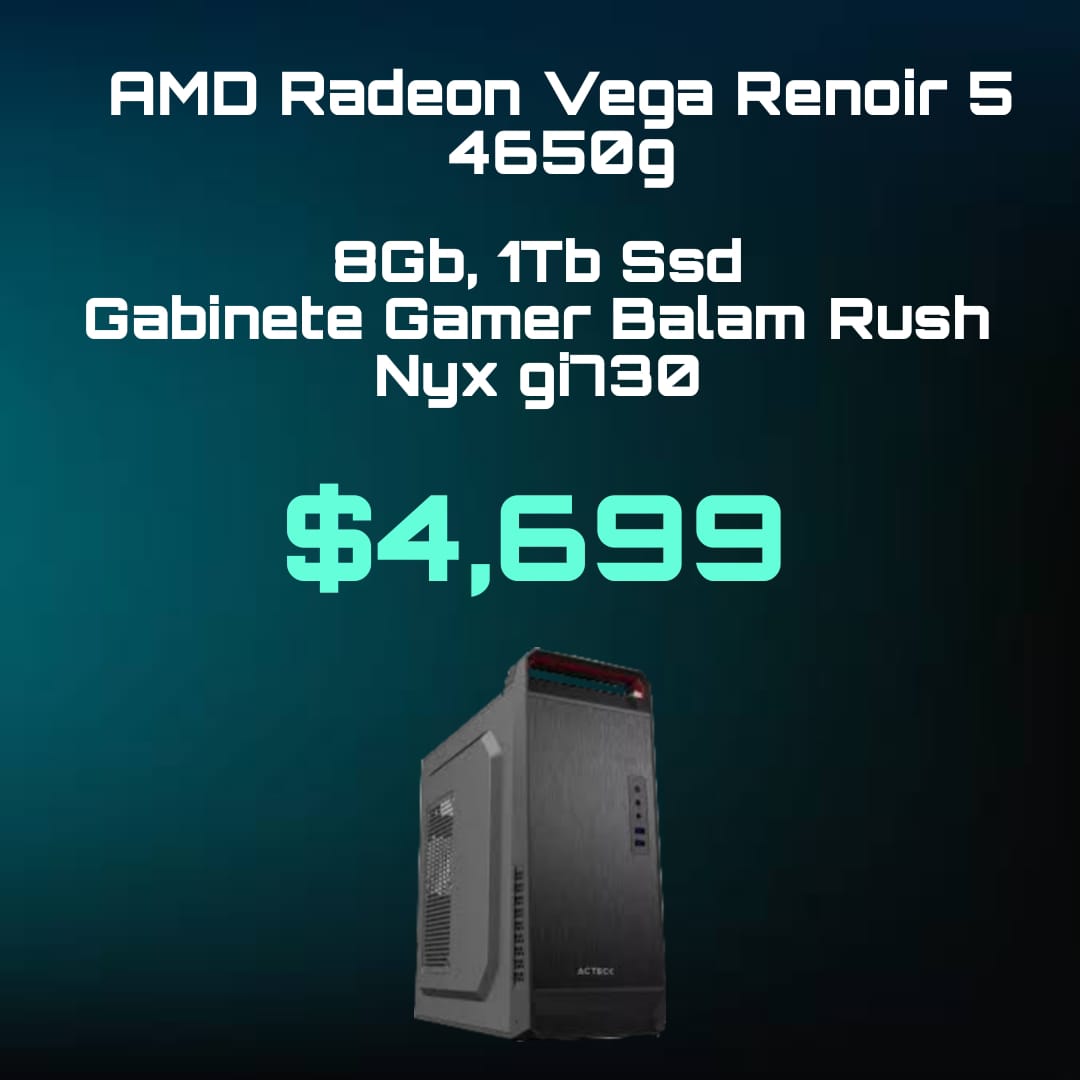 AMD Radeon Vega Renoir 5
4650g
8Gb, 1Tb Ssd
Gabinete Gamer Balam Rush
Nyx gi730
$4,699
ACTECK